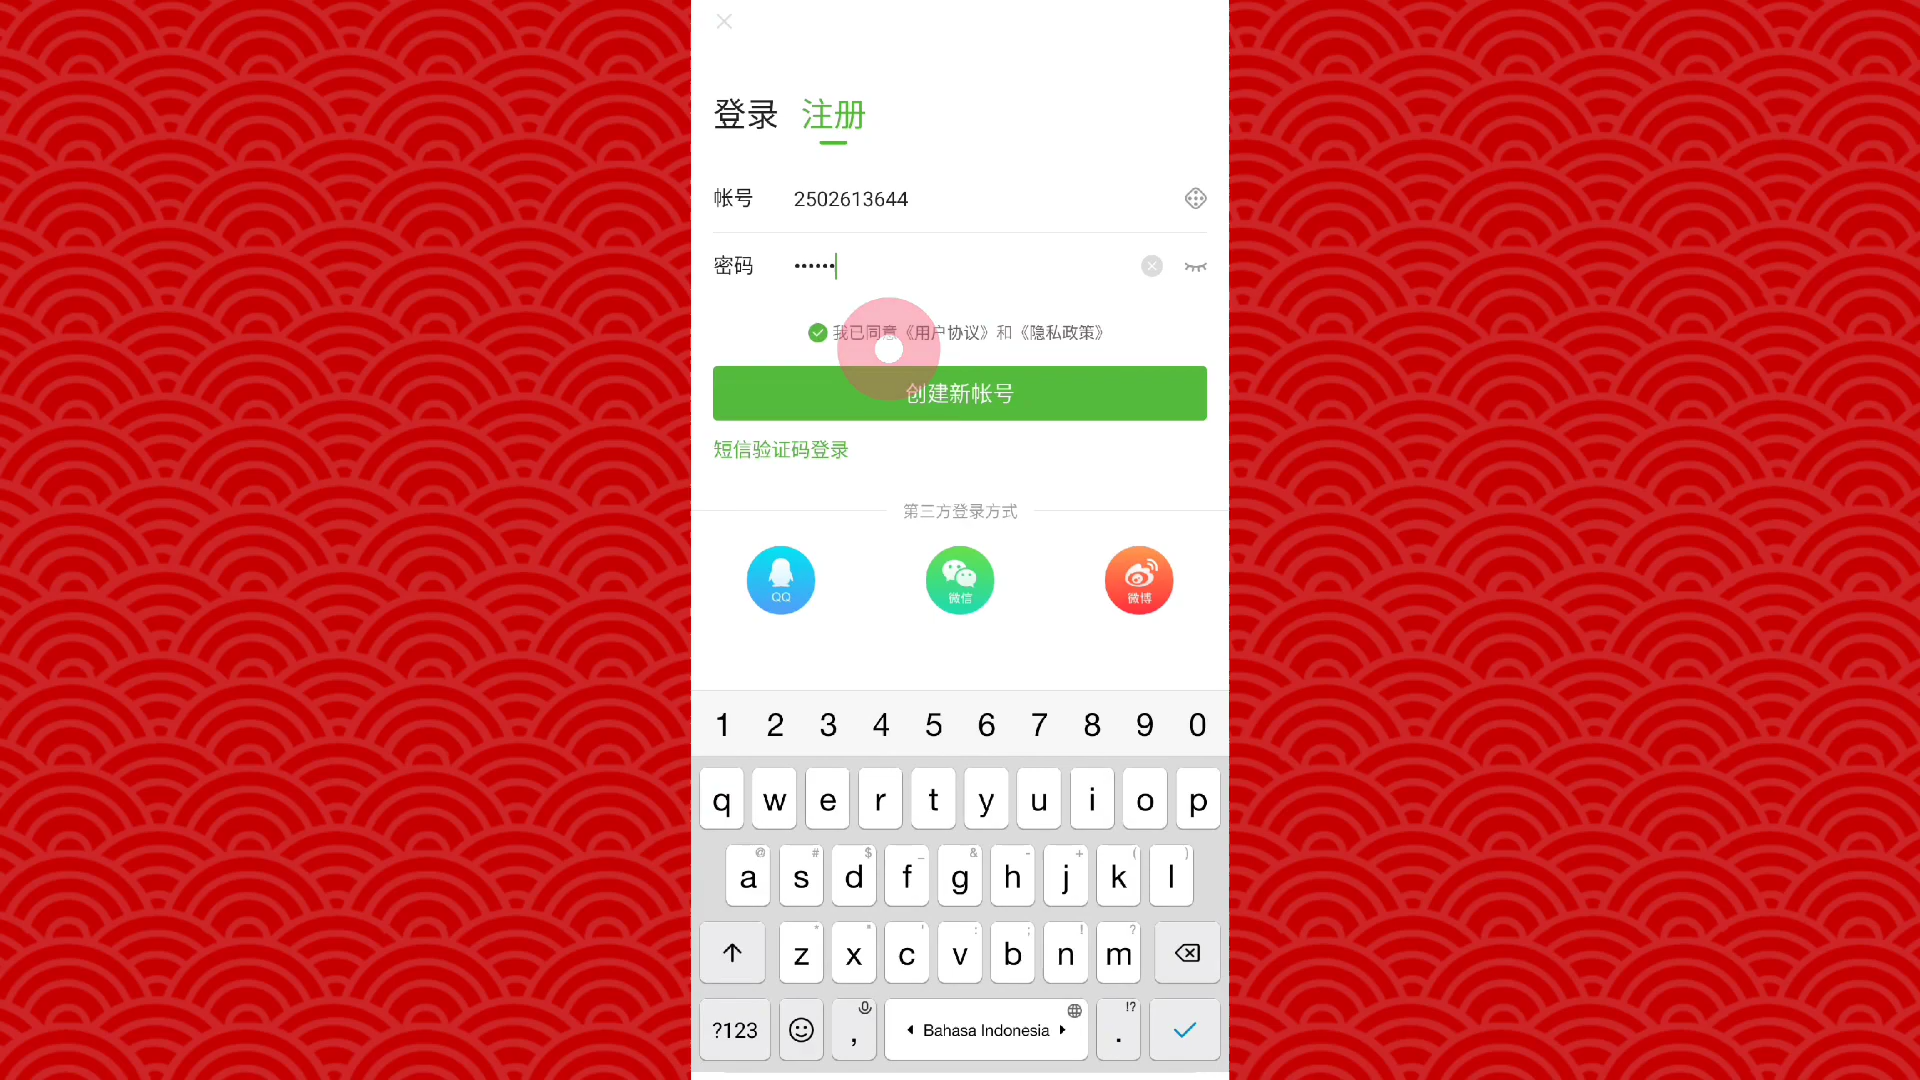 登录 注册
帐号 2502613644
密码 ••••••
我已同意《用户协议》和《隐私政策》
创建新帐号
短信验证码登录
第三方登录方式
QQ 微信 微博
1 2 3 4 5 6 7 8 9 0
q w e r t y u i o p
@ # $ _ & - + ( )
a s d f g h j k l
* " ' : ; ! ?
z x c v b n m
!?
?123 , Bahasa Indonesia .